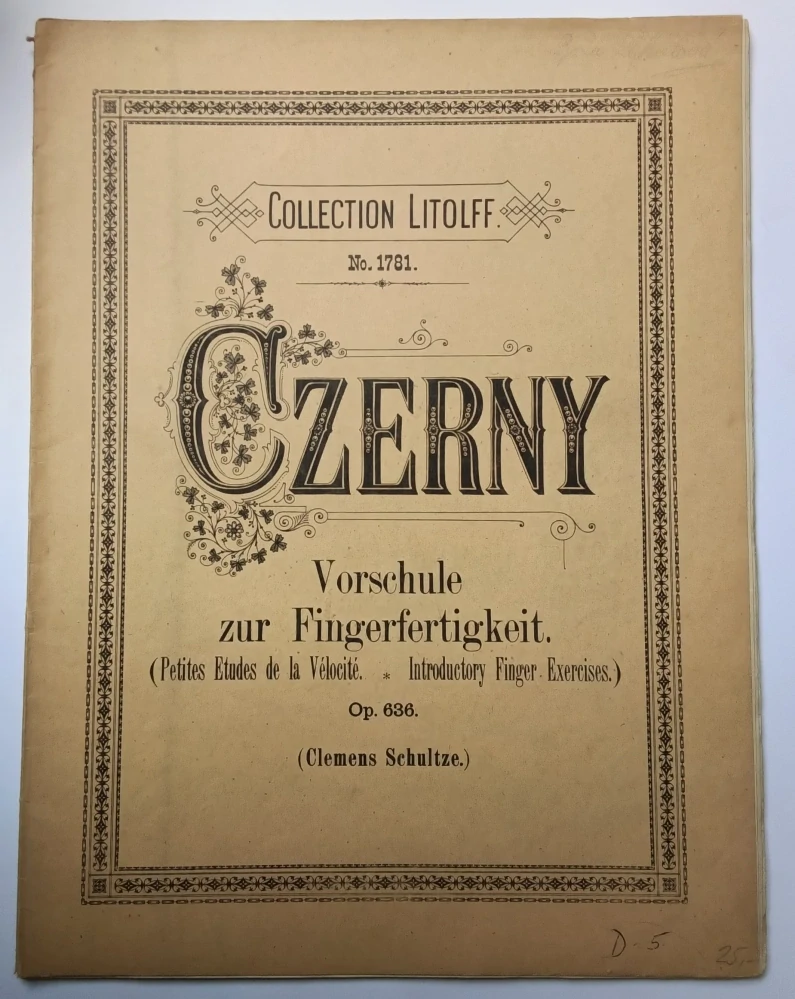 COLLECTION LITOLFF.
No. 1781.
CZERNY
Vorschule
zur Fingerfertigkeit.
(Petites Etudes de la Vélocité. * Introductory Finger Exercises.)
Op. 636.
(Clemens Schultze.)
D-5
25,-